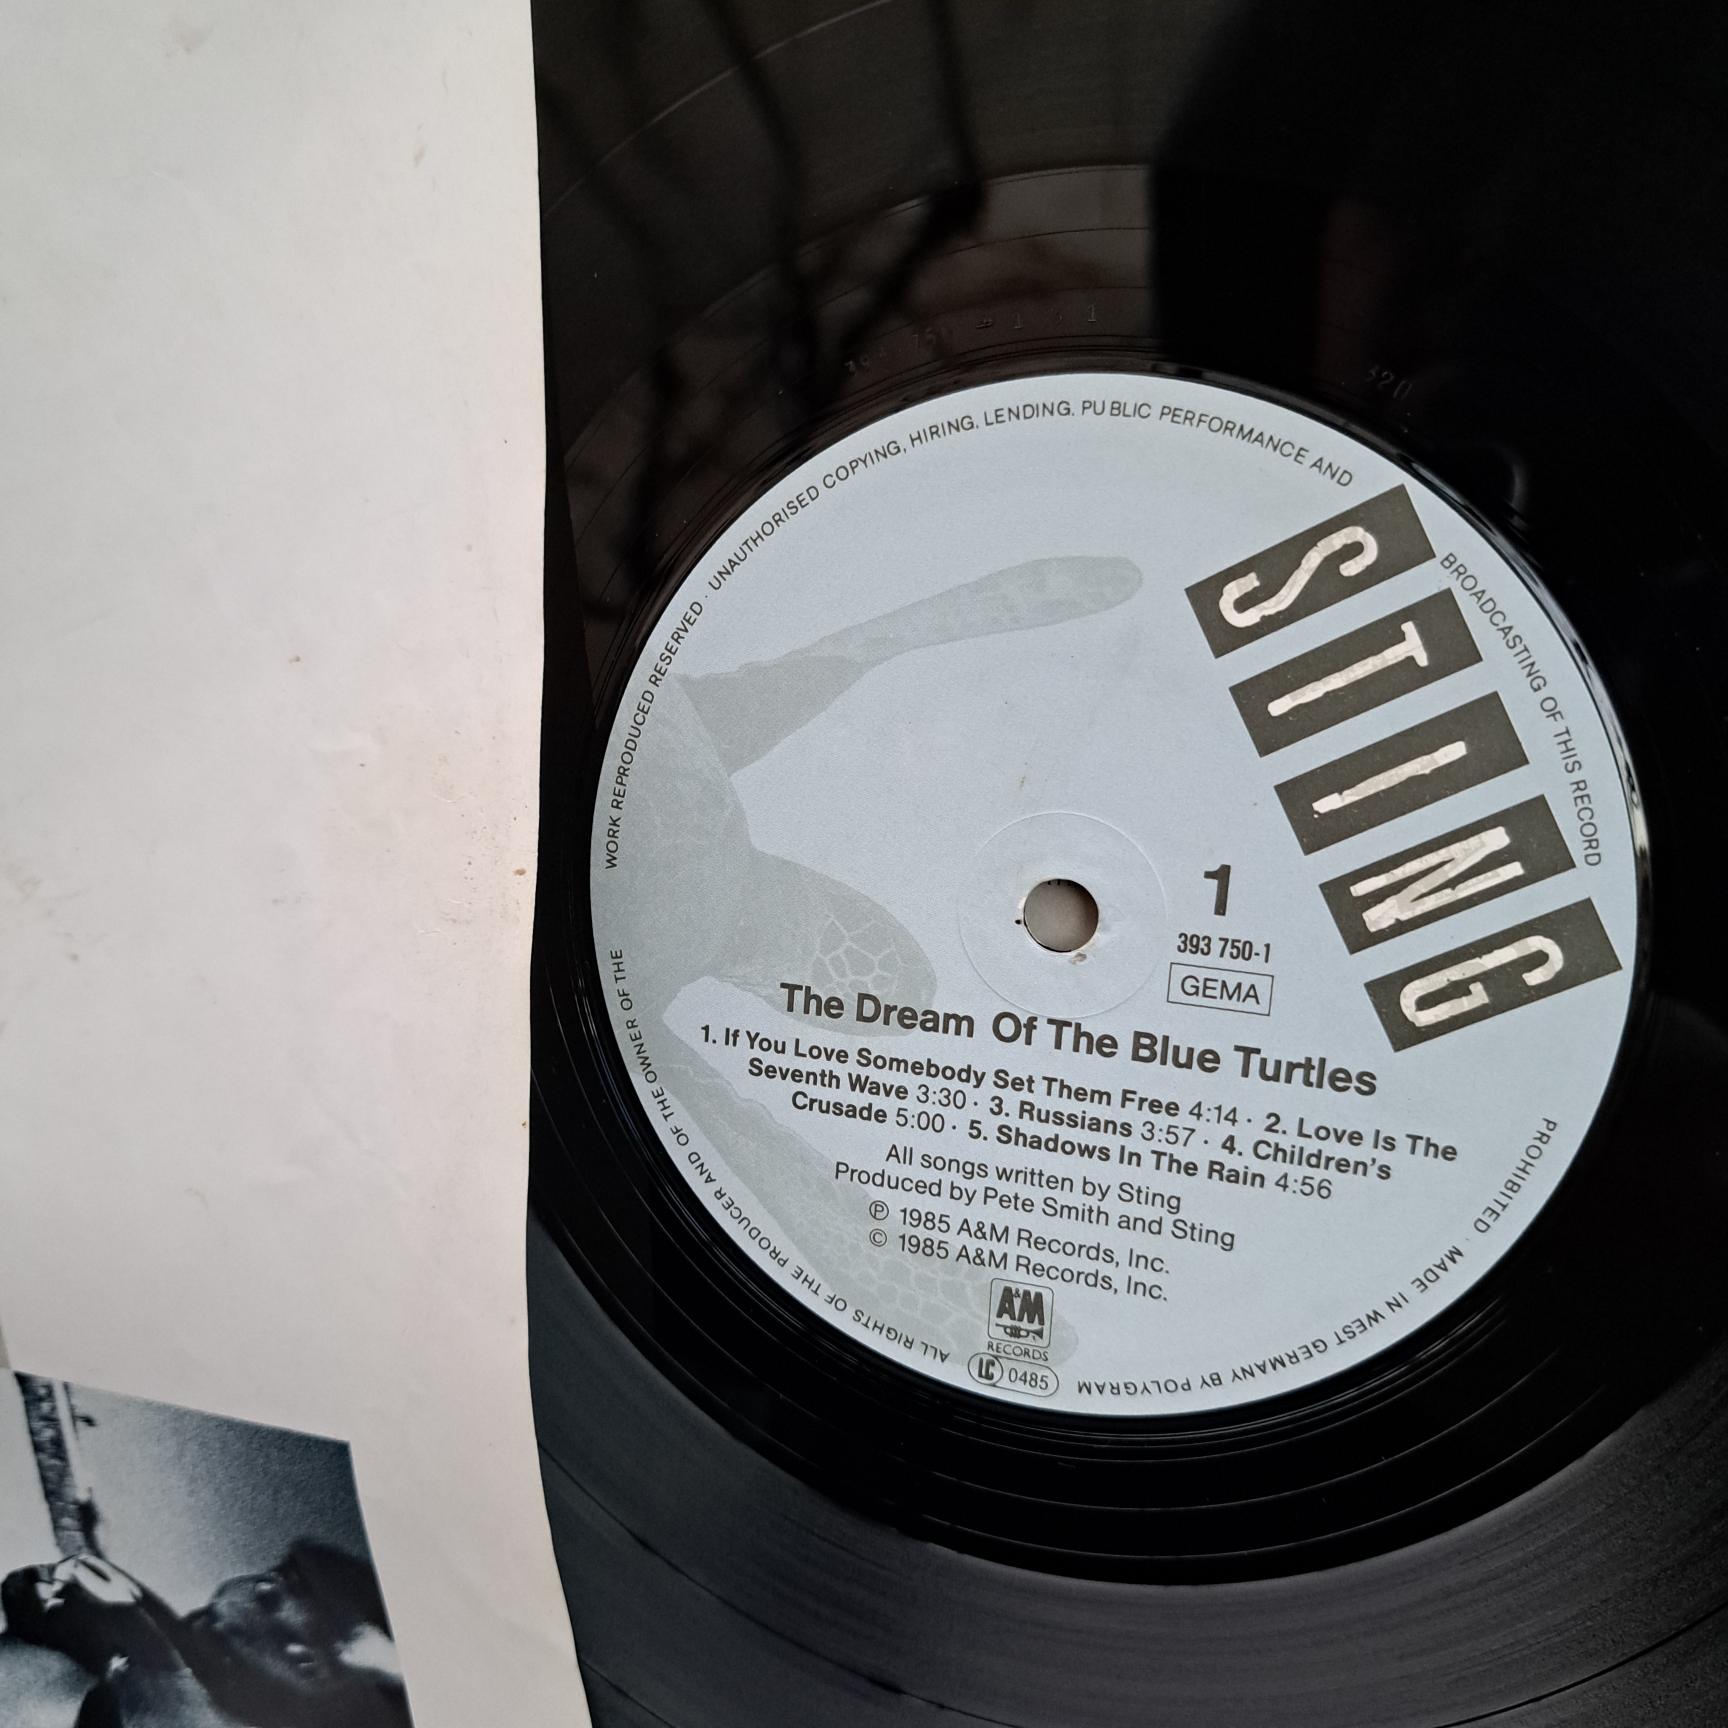 WORK REPRODUCED RESERVED · UNAUTHORISED COPYING, HIRING, LENDING, PUBLIC PERFORMANCE AND
BROADCASTING OF THIS RECORD
PROHIBITED · MADE IN WEST GERMANY BY POLYGRAM
ALL RIGHTS OF THE PRODUCER AND OF THE OWNER OF THE
STING
1
393 750-1
GEMA
The Dream Of The Blue Turtles
1. If You Love Somebody Set Them Free 4:14 · 2. Love Is The
Seventh Wave 3:30 · 3. Russians 3:57 · 4. Children's
Crusade 5:00 · 5. Shadows In The Rain 4:56
All songs written by Sting
Produced by Pete Smith and Sting
℗ 1985 A&M Records, Inc.
© 1985 A&M Records, Inc.
A&M
RECORDS
LC 0485
320